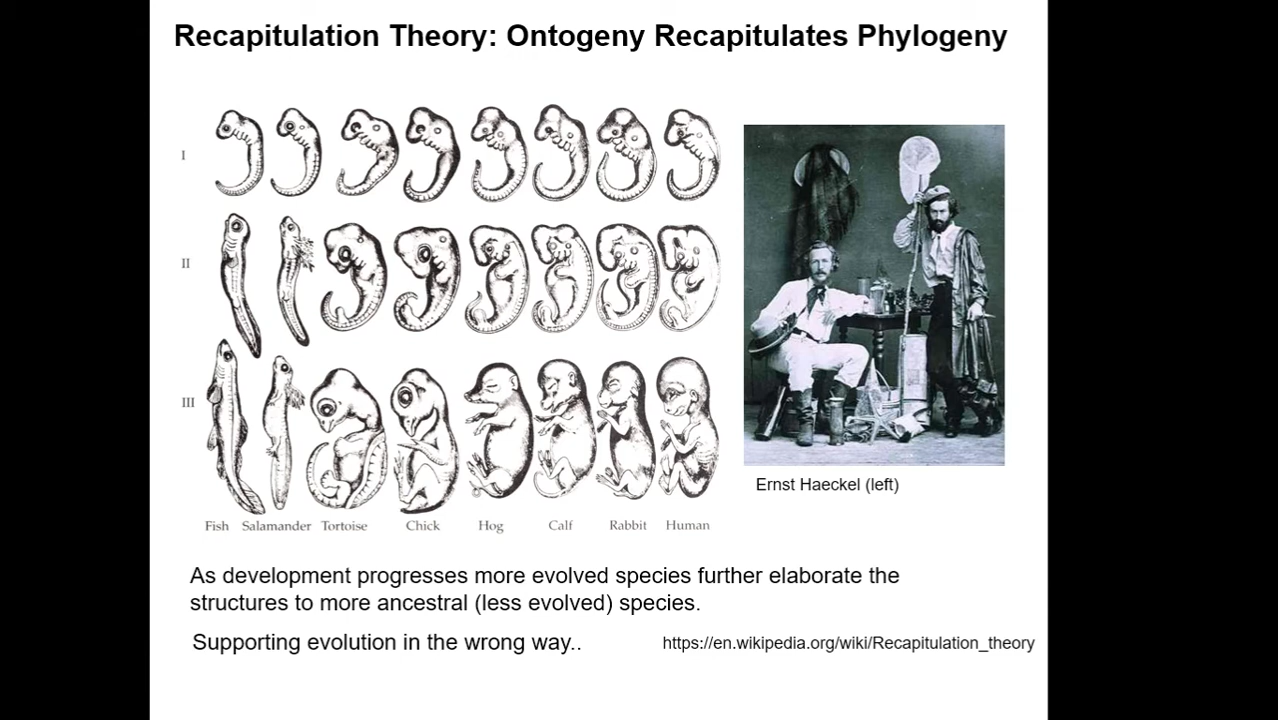 Recapitulation Theory: Ontogeny Recapitulates Phylogeny
I
II
III
Fish Salamander Tortoise Chick Hog Calf Rabbit Human
Ernst Haeckel (left)
As development progresses more evolved species further elaborate the
structures to more ancestral (less evolved) species.
Supporting evolution in the wrong way..
https://en.wikipedia.org/wiki/Recapitulation_theory